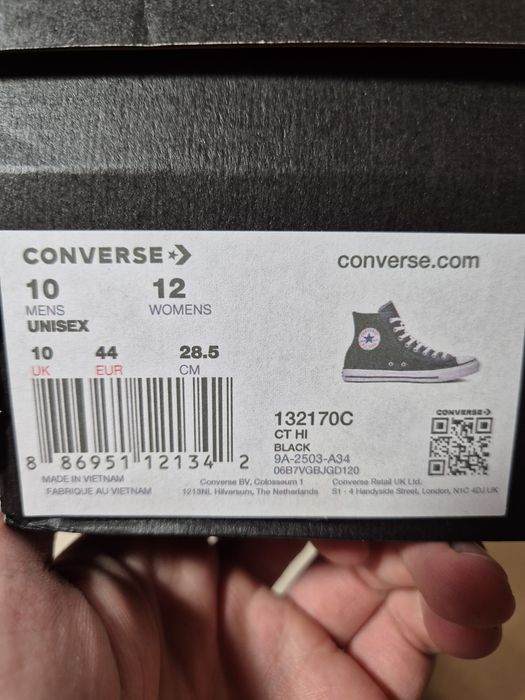 CONVERSE
converse.com
10 12
MENS WOMENS
UNISEX
10 44 28.5
UK EUR CM
132170C
CT HI
BLACK
9A-2503-A34
06B7VGBJGD120
CONVERSE
8 86951 12134 2
MADE IN VIETNAM
FABRIQUE AU VIETNAM
Converse BV, Colosseum 1
1213NL Hilversum, The Netherlands
Converse Retail UK Ltd.
S1 - 4 Handyside Street, London, N1C 4DJ UK